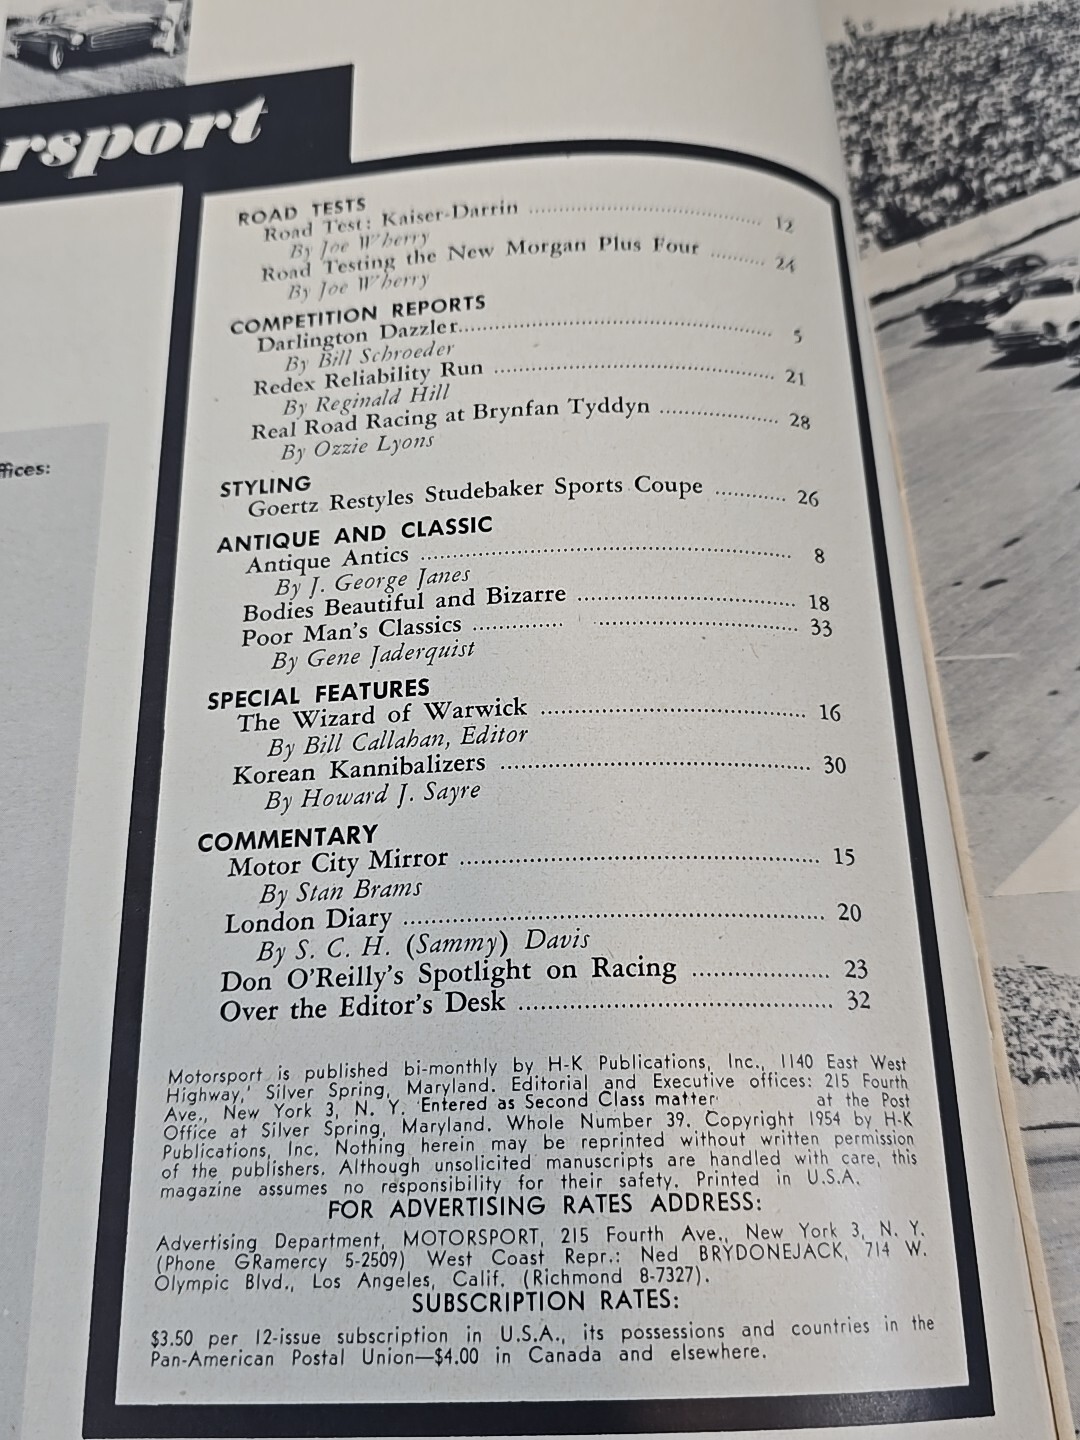 rsport
ffices:
ROAD TESTS
Road Test: Kaiser-Darrin ........ 12
By Joe Wherry
Road Testing the New Morgan Plus Four ........ 24
By Joe Wherry
COMPETITION REPORTS
Darlington Dazzler........ 5
By Bill Schroeder
Redex Reliability Run ........ 21
By Reginald Hill
Real Road Racing at Brynfan Tyddyn ........ 28
By Ozzie Lyons
STYLING
Goertz Restyles Studebaker Sports Coupe ........ 26
ANTIQUE AND CLASSIC
Antique Antics ........ 8
By J. George Janes
Bodies Beautiful and Bizarre ........ 18
Poor Man's Classics ........ 33
By Gene Jaderquist
SPECIAL FEATURES
The Wizard of Warwick ........ 16
By Bill Callahan, Editor
Korean Kannibalizers ........ 30
By Howard J. Sayre
COMMENTARY
Motor City Mirror ........ 15
By Stan Brams
London Diary ........ 20
By S. C. H. (Sammy) Davis
Don O'Reilly's Spotlight on Racing ........ 23
Over the Editor's Desk ........ 32
Motorsport is published bi-monthly by H-K Publications, Inc., 1140 East West
Highway, Silver Spring, Maryland. Editorial and Executive offices: 215 Fourth
Ave., New York 3, N. Y. Entered as Second Class matter at the Post
Office at Silver Spring, Maryland. Whole Number 39. Copyright 1954 by H-K
Publications, Inc. Nothing herein may be reprinted without written permission
of the publishers. Although unsolicited manuscripts are handled with care, this
magazine assumes no responsibility for their safety. Printed in U.S.A.
FOR ADVERTISING RATES ADDRESS:
Advertising Department, MOTORSPORT, 215 Fourth Ave., New York 3, N. Y.
(Phone GRamercy 5-2509) West Coast Repr.: Ned BRYDONEJACK, 714 W.
Olympic Blvd., Los Angeles, Calif. (Richmond 8-7327).
SUBSCRIPTION RATES:
$3.50 per 12-issue subscription in U.S.A., its possessions and countries in the
Pan-American Postal Union—$4.00 in Canada and elsewhere.